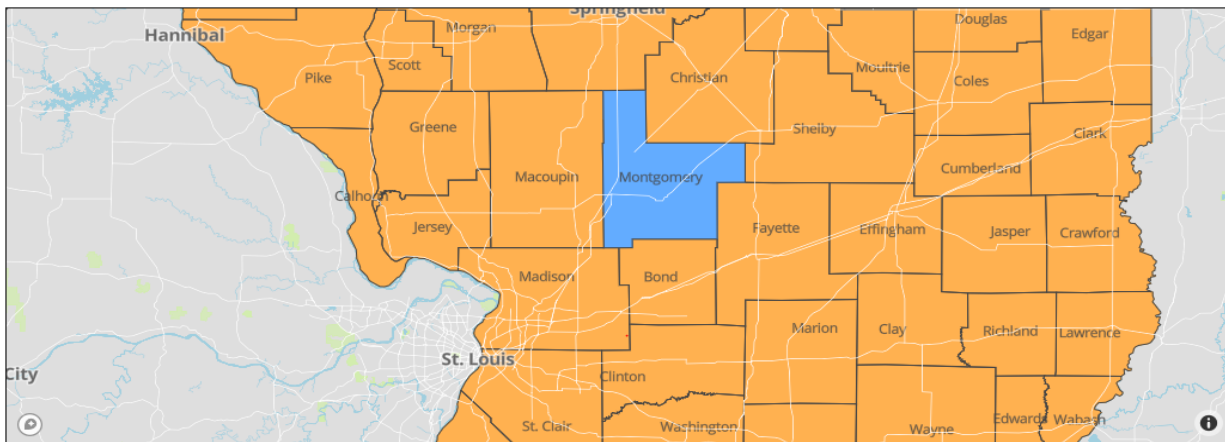 Springfield
Douglas
Hannibal
Morgan
Edgar
Scott
Moultrie
Pike
Christian
Coles
Greene
Shelby
Clark
Macoupin
Montgomery
Cumberland
Calhoun
Jersey
Fayette
Effingham
Jasper
Crawford
Madison
Bond
Marion
Clay
Richland
Lawrence
St. Louis
City
Clinton
St. Clair
Washington
Wayne
Edwards
Wabash